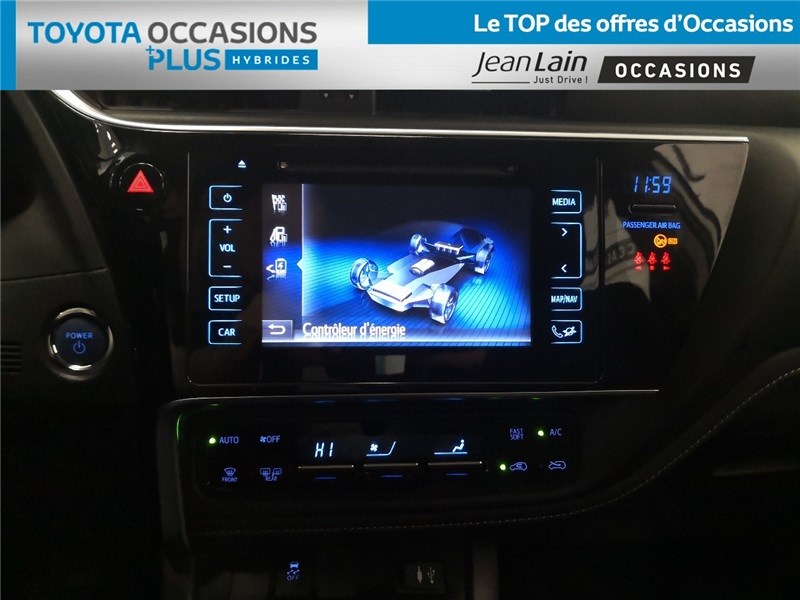 TOYOTA OCCASIONS
+PLUS HYBRIDES
Le TOP des offres d'Occasions
Jean Lain
Just Drive !
OCCASIONS
11:59
PASSENGER AIR BAG
MEDIA
+
VOL
−
SETUP
MAP/NAV
CAR
Contrôleur d'énergie
POWER
AUTO
OFF
HI
FAST
SOFT
A/C
FRONT
REAR
OFF